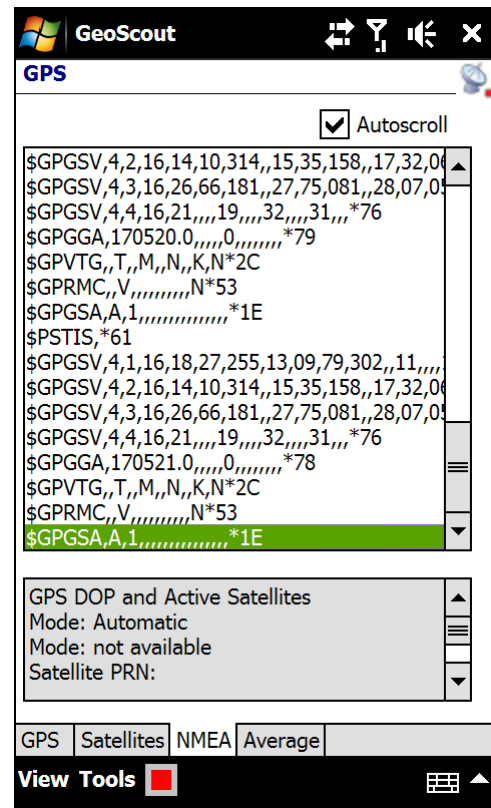 GeoScout
GPS
Autoscroll
$GPGSV,4,2,16,14,10,314,,15,35,158,,17,32,06
$GPGSV,4,3,16,26,66,181,,27,75,081,,28,07,05
$GPGSV,4,4,16,21,,,,19,,,,32,,,,31,,,*76
$GPGGA,170520.0,,,,,0,,,,,,,,*79
$GPVTG,,T,,M,,N,,K,N*2C
$GPRMC,,V,,,,,,,,,,N*53
$GPGSA,A,1,,,,,,,,,,,,,,,*1E
$PSTIS,*61
$GPGSV,4,1,16,18,27,255,13,09,79,302,,11,,,,
$GPGSV,4,2,16,14,10,314,,15,35,158,,17,32,06
$GPGSV,4,3,16,26,66,181,,27,75,081,,28,07,05
$GPGSV,4,4,16,21,,,,19,,,,32,,,,31,,,*76
$GPGGA,170521.0,,,,,0,,,,,,,,*78
$GPVTG,,T,,M,,N,,K,N*2C
$GPRMC,,V,,,,,,,,,,N*53
$GPGSA,A,1,,,,,,,,,,,,,,,*1E
GPS DOP and Active Satellites
Mode: Automatic
Mode: not available
Satellite PRN:
GPS Satellites NMEA Average
View Tools